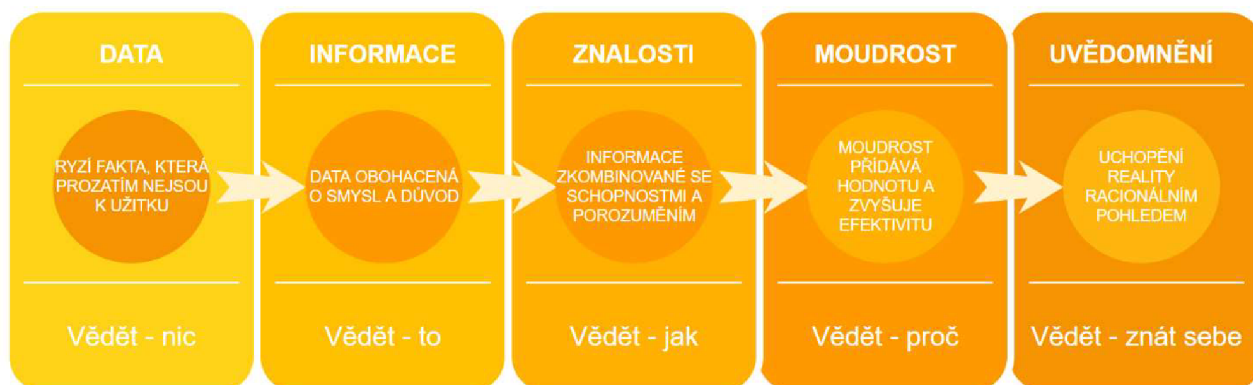 DATA
RYZÍ FAKTA, KTERÁ
PROZATÍM NEJSOU
K UŽITKU
Vědět - nic
INFORMACE
DATA OBOHACENÁ
O SMYSL A DŮVOD
Vědět - to
ZNALOSTI
INFORMACE
ZKOMBINOVANÉ SE
SCHOPNOSTMI A
POROZUMĚNÍM
Vědět - jak
MOUDROST
MOUDROST
PŘÍDÁVÁ
HODNOTU A
ZVYŠUJE
EFEKTIVITU
Vědět - proč
UVĚDOMNĚNÍ
UCHOPĚNÍ
REALITY
RACIONÁLNÍM
POHLEDEM
Vědět - znát sebe